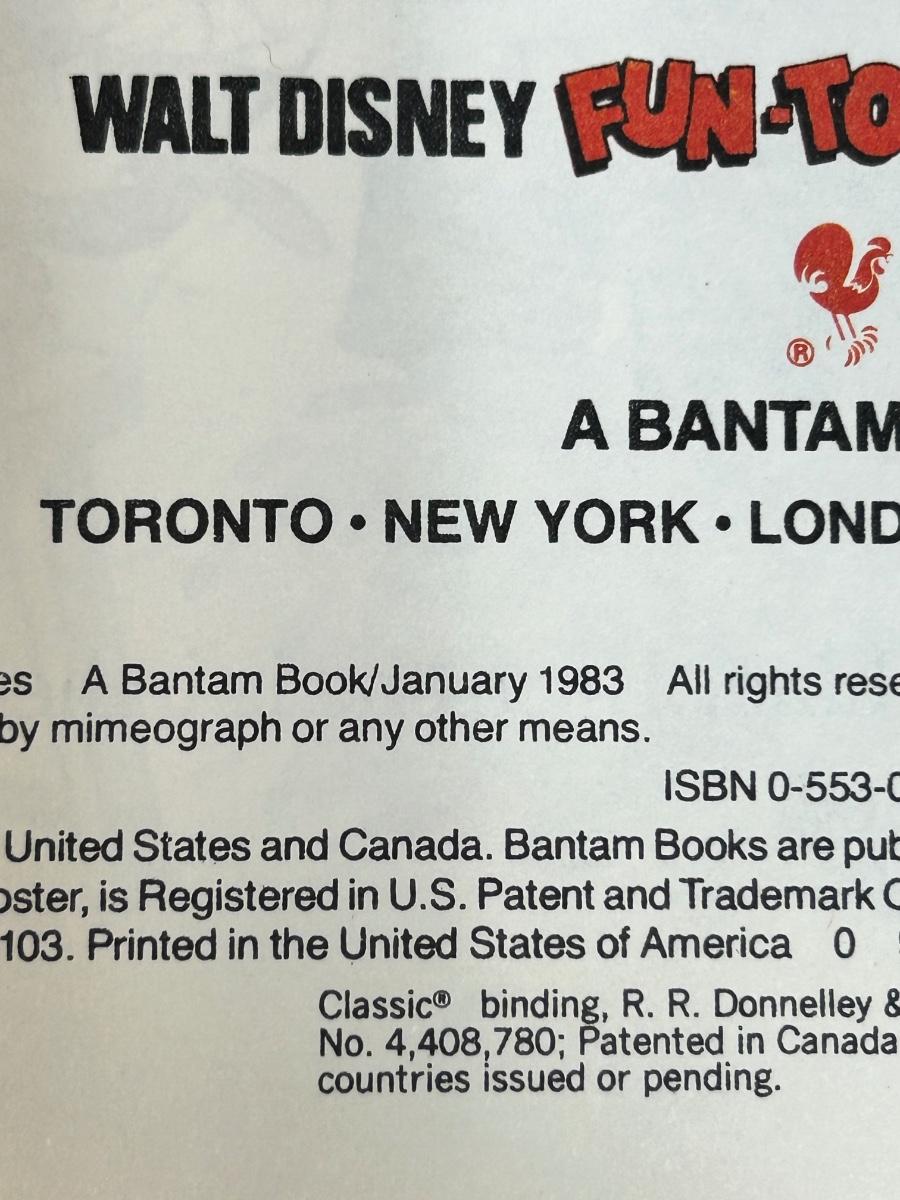 WALT DISNEY FUN-TO
®
A BANTAM
TORONTO • NEW YORK • LOND
es A Bantam Book/January 1983 All rights rese
by mimeograph or any other means.
ISBN 0-553-0
United States and Canada. Bantam Books are pub
oster, is Registered in U.S. Patent and Trademark O
103. Printed in the United States of America 0
Classic® binding, R. R. Donnelley &
No. 4,408,780; Patented in Canada
countries issued or pending.